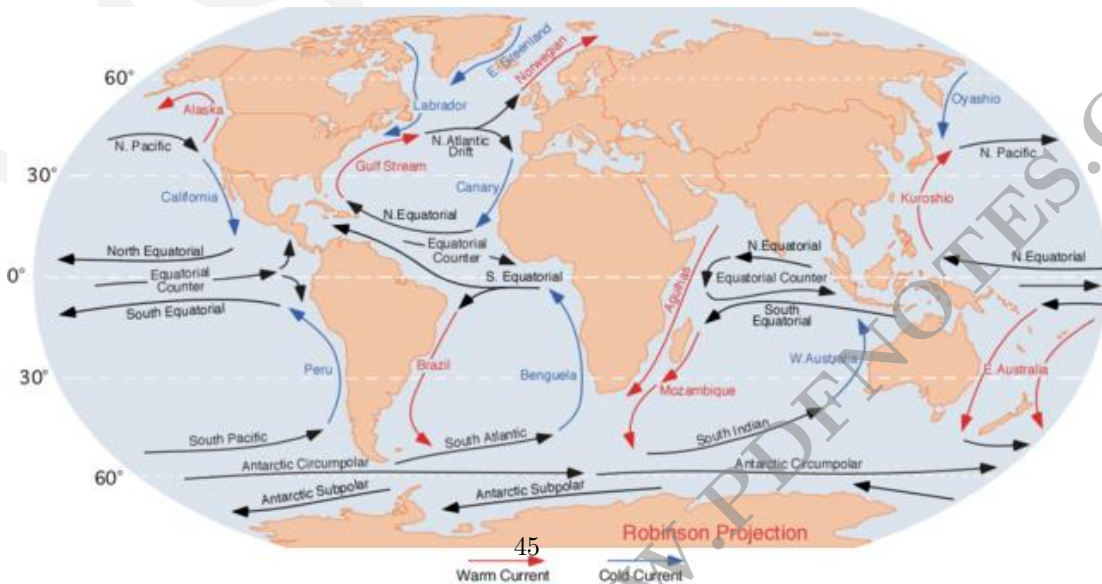 E. Greenland
Norwegian
60°
Alaska
Labrador
Oyashio
N. Pacific
N. Atlantic
Drift
N. Pacific
Gulf Stream
30°
California
Canary
Kuroshio
N.Equatorial
North Equatorial
Equatorial
Counter
N.Equatorial
N.Equatorial
0°
Equatorial
Counter
S. Equatorial
Agulhas
Equatorial Counter
South Equatorial
South
Equatorial
Peru
Brazil
Benguela
W.Australia
E.Australia
30°
Mozambique
South Pacific
South Atlantic
South Indian
Antarctic Circumpolar
Antarctic Circumpolar
60°
Antarctic Subpolar
Antarctic Subpolar
Robinson Projection
45
Warm Current
Cold Current
W.PDFNOTES.C